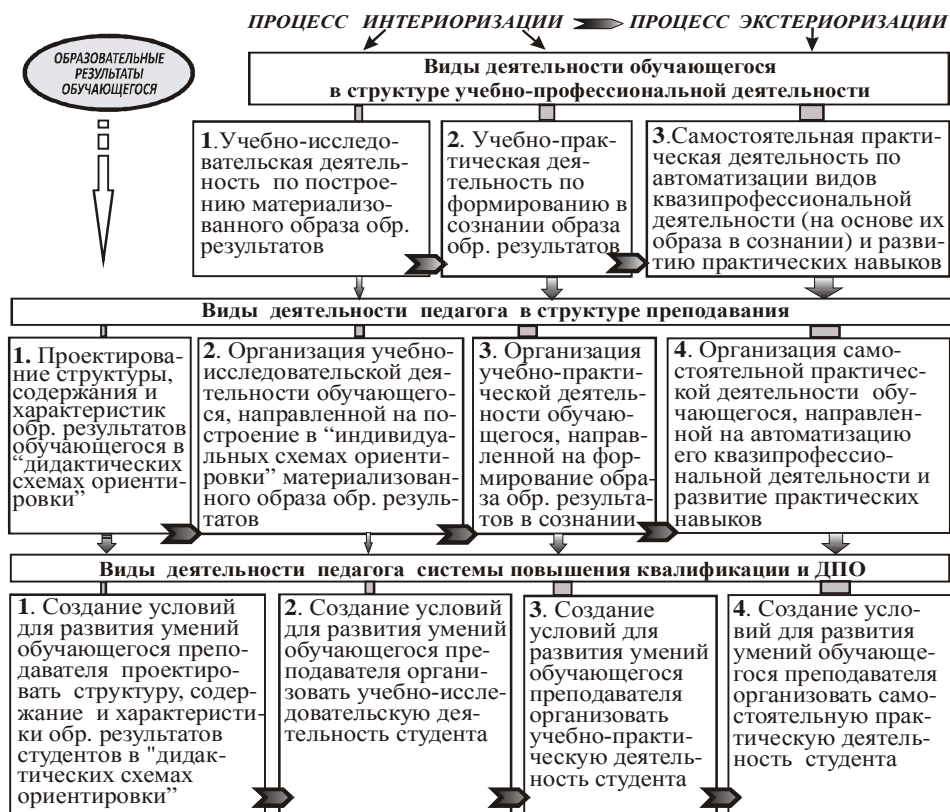 ПРОЦЕСС ИНТЕРИОРИЗАЦИИ ПРОЦЕСС ЭКСТЕРИОРИЗАЦИИ
ОБРАЗОВАТЕЛЬНЫЕ
РЕЗУЛЬТАТЫ
ОБУЧАЮЩЕГОСЯ
Виды деятельности обучающегося
в структуре учебно-профессиональной деятельности
1.Учебно-исследо-
вательская деятель-
ность по построе-
нию материализо-
ванного образа обр.
результатов
2. Учебно-прак-
тическая дея-
тельность по
формированию в
сознании образа
обр. результатов
3.Самостоятельная практи-
ческая деятельность по
автоматизации видов
квазипрофессиональной
деятельности (на основе их
образа в сознании) и разви-
тию практических навыков
Виды деятельности педагога в структуре преподавания
1. Проектирова-
ние структуры,
содержания и
характеристик
обр. результатов
обучающегося в
“дидактических
схемах ориенти-
ровки”
2. Организация учебно-
исследовательской дея-
тельности обучающего-
ся, направленной на по-
строение в “индивидуа-
льных схемах ориенти-
ровки” материализован-
ного образа обр. резуль-
татов
3. Организация
учебно-практи-
ческой деятель-
ности обучаю-
щегося, направ-
ленной на фор-
мирование обра-
за обр. результа-
тов в сознании
4. Организация само-
стоятельной практичес-
кой деятельности об-
учающегося, направлен-
ной на автоматизацию
его квазипрофессио-
нальной деятельности и
развитие практических
навыков
Виды деятельности педагога системы повышения квалификации и ДПО
1. Создание условий
для развития умений
обучающегося препо-
давателя проектиро-
вать структуру, содер-
жание и характеристи-
ки обр. результатов
студентов в "дидак-
тических схемах
ориентировки”
2. Создание условий
для развития умений
обучающегося пре-
подавателя органи-
зовать учебно-иссле-
довательскую дея-
тельность студента
3. Создание
условий для
развития умений
обучающегося
преподавателя
организовать
учебно-практи-
ческую деятель-
ность студента
4. Создание усло-
вий для развития
умений обучающе-
гося преподавателя
организовать само-
стоятельную прак-
тическую деятель-
ность студента